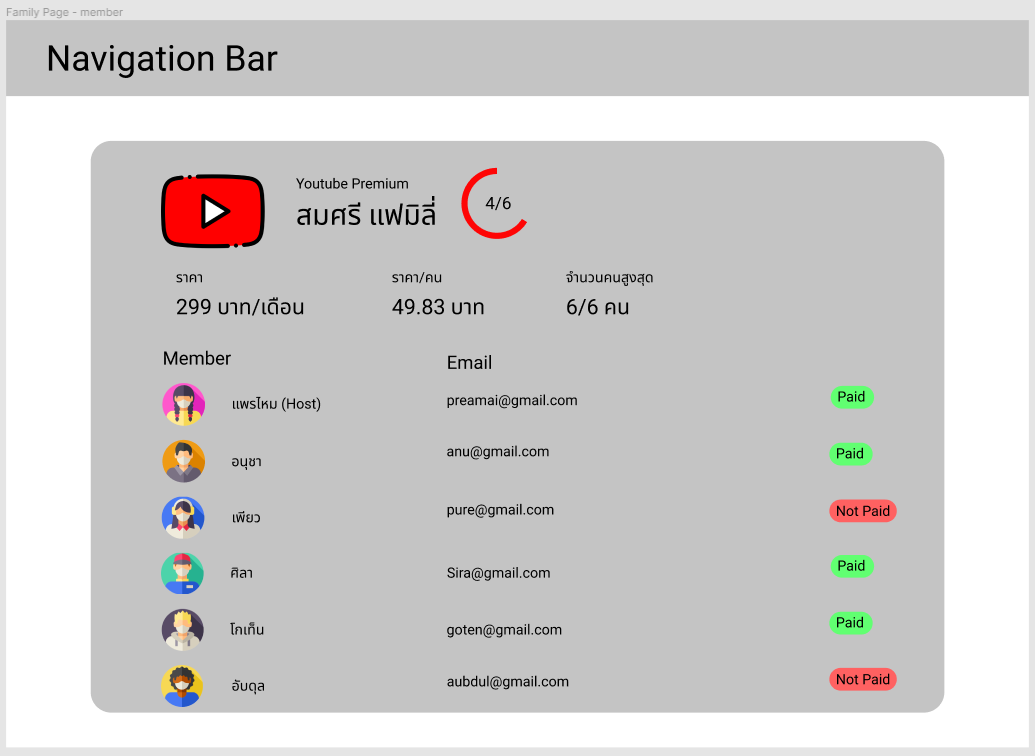 Family Page - member
Navigation Bar
Youtube Premium
สมศรี แฟมิลี่
4/6
ราคา
ราคา/คน
จำนวนคนสูงสุด
299 บาท/เดือน
49.83 บาท
6/6 คน
Member
Email
แพรไหม (Host)
preamai@gmail.com
Paid
อนุชา
anu@gmail.com
Paid
เพียว
pure@gmail.com
Not Paid
ศิลา
Sira@gmail.com
Paid
โกเท็น
goten@gmail.com
Paid
อับดุล
aubdul@gmail.com
Not Paid